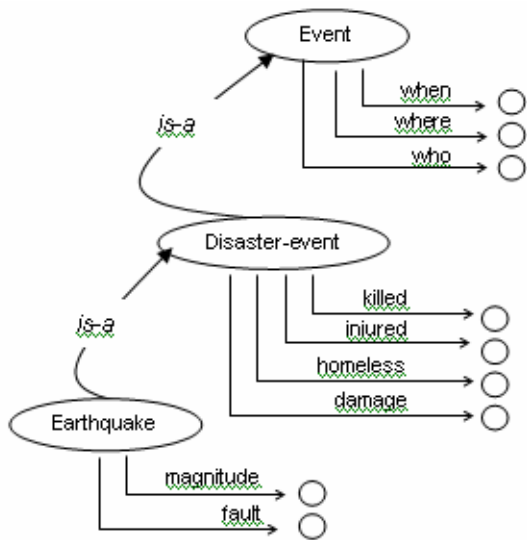 Event
when
where
who
is-a
Disaster-event
killed
injured
homeless
damage
is-a
Earthquake
magnitude
fault